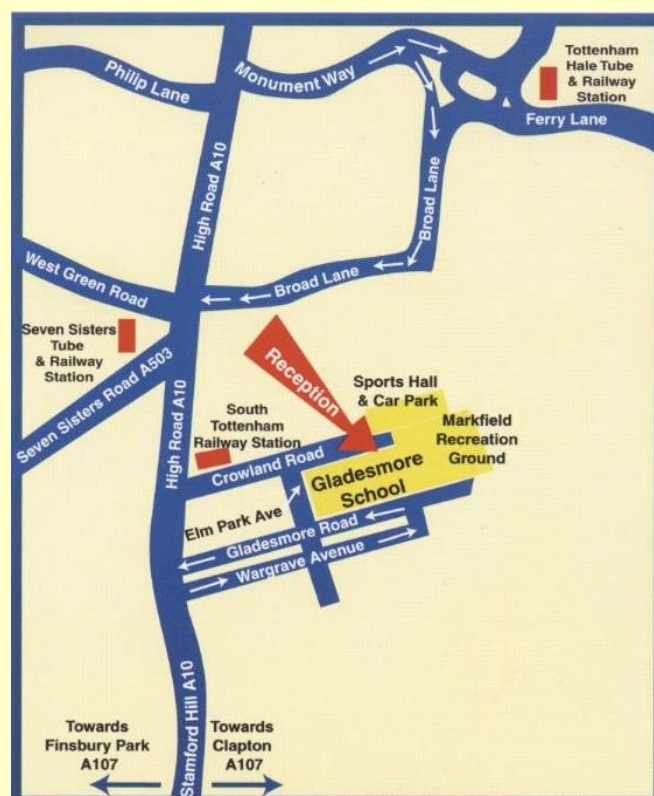 Philip Lane
Monument Way
Tottenham
Hale Tube
& Railway
Station
Ferry Lane
High Road A10
Broad Lane
West Green Road
Broad Lane
Seven Sisters
Tube
& Railway
Station
Seven Sisters Road A503
High Road A10
Reception
Sports Hall
& Car Park
Markfield
Recreation
Ground
South
Tottenham
Railway Station
Crowland Road
Gladesmore
School
Elm Park Ave
Gladesmore Road
Wargrave Avenue
Stamford Hill A10
Towards
Finsbury Park
A107
Towards
Clapton
A107